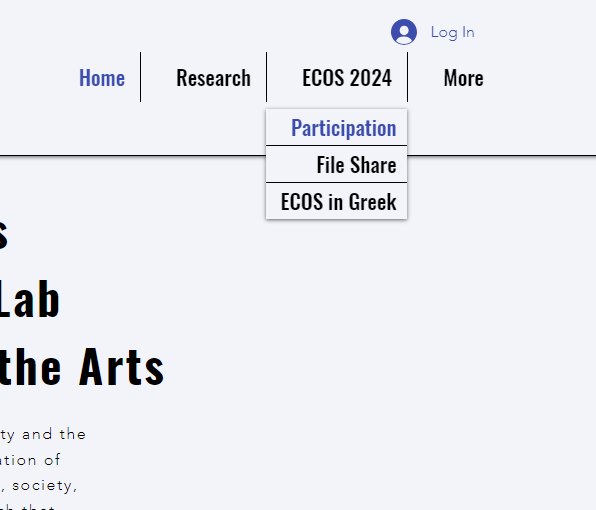 Log In
Home Research ECOS 2024 More
Participation
File Share
ECOS in Greek
s
Lab
the Arts
ty and the
ation of
, society,